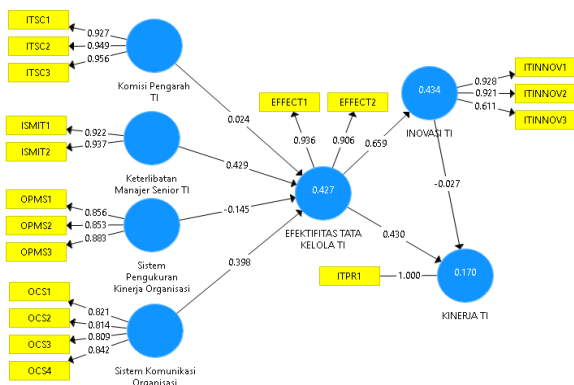 ITSC1
ITSC2
ITSC3
0.927
0.949
0.956
Komisi Pengarah
TI
ISMIT1
ISMIT2
0.922
0.937
Keterlibatan
Manajer Senior TI
OPMS1
OPMS2
OPMS3
0.856
0.853
0.883
Sistem
Pengukuran
Kinerja Organisasi
OCS1
OCS2
OCS3
OCS4
0.821
0.814
0.809
0.842
Sistem Komunikasi
Organisasi
0.024
0.429
-0.145
0.398
EFFECT1
EFFECT2
0.936
0.906
0.427
EFEKTIFITAS TATA
KELOLA TI
0.659
0.430
0.434
INOVASI TI
0.928
0.921
0.611
ITINNOV1
ITINNOV2
ITINNOV3
-0.027
ITPR1
1.000
0.170
KINERJA TI